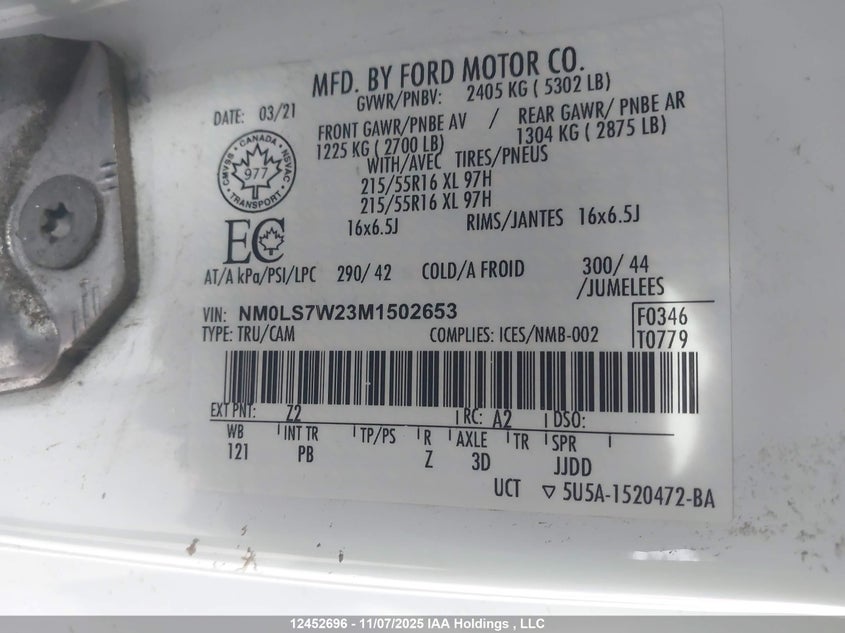 MFD. BY FORD MOTOR CO.
DATE: 03/21
GVWR/PNBV: 2405 KG ( 5302 LB)
FRONT GAWR/PNBE AV / REAR GAWR/ PNBE AR
1225 KG ( 2700 LB) 1304 KG ( 2875 LB)
WITH/AVEC TIRES/PNEUS
215/55R16 XL 97H
215/55R16 XL 97H
16x6.5J RIMS/JANTES 16x6.5J
CMVSS · CANADA · NSVAC
977
TRANSPORT
EC
AT/A kPa/PSI/LPC 290/ 42 COLD/A FROID 300/ 44
/JUMELEES
VIN: NM0LS7W23M1502653
TYPE: TRU/CAM COMPLIES: ICES/NMB-002
F0346
T0779
EXT PNT: Z2 RC: A2 DSO:
WB INT TR TP/PS R AXLE TR SPR
121 PB Z 3D JJDD
UCT ▽ 5U5A-1520472-BA
12452696 - 11/07/2025 IAA Holdings , LLC